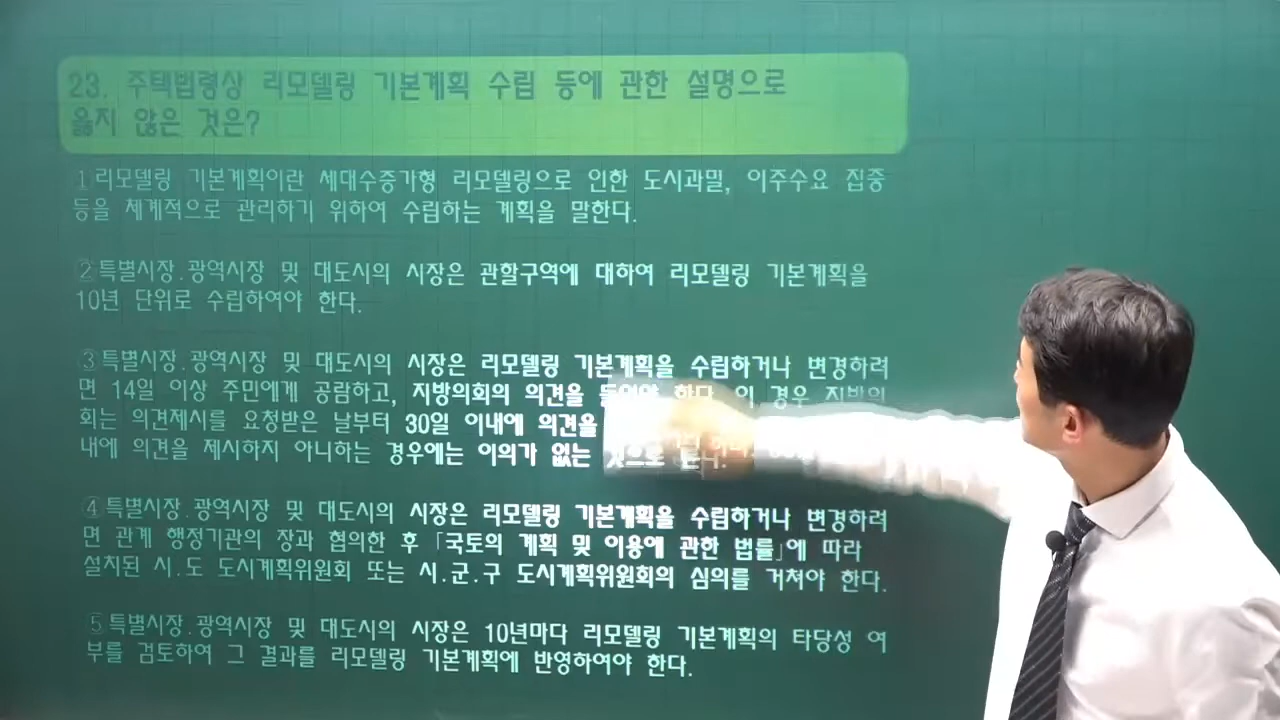 23. 주택법령상 리모델링 기본계획 수립 등에 관한 설명으로
옳지 않은 것은?
①리모델링 기본계획이란 세대수증가형 리모델링으로 인한 도시과밀, 이주수요 집중
등을 체계적으로 관리하기 위하여 수립하는 계획을 말한다.
②특별시장.광역시장 및 대도시의 시장은 관할구역에 대하여 리모델링 기본계획을
10년 단위로 수립하여야 한다.
③특별시장.광역시장 및 대도시의 시장은 리모델링 기본계획을 수립하거나 변경하려
면 14일 이상 주민에게 공람하고, 지방의회의 의견을 들어야 한다. 이 경우 지방의
회는 의견제시를 요청받은 날부터 30일 이내에 의견을
내에 의견을 제시하지 아니하는 경우에는 이의가 없는 것으로 본다.
④특별시장.광역시장 및 대도시의 시장은 리모델링 기본계획을 수립하거나 변경하려
면 관계 행정기관의 장과 협의한 후 「국토의 계획 및 이용에 관한 법률」에 따라
설치된 시.도 도시계획위원회 또는 시.군.구 도시계획위원회의 심의를 거쳐야 한다.
⑤특별시장.광역시장 및 대도시의 시장은 10년마다 리모델링 기본계획의 타당성 여
부를 검토하여 그 결과를 리모델링 기본계획에 반영하여야 한다.